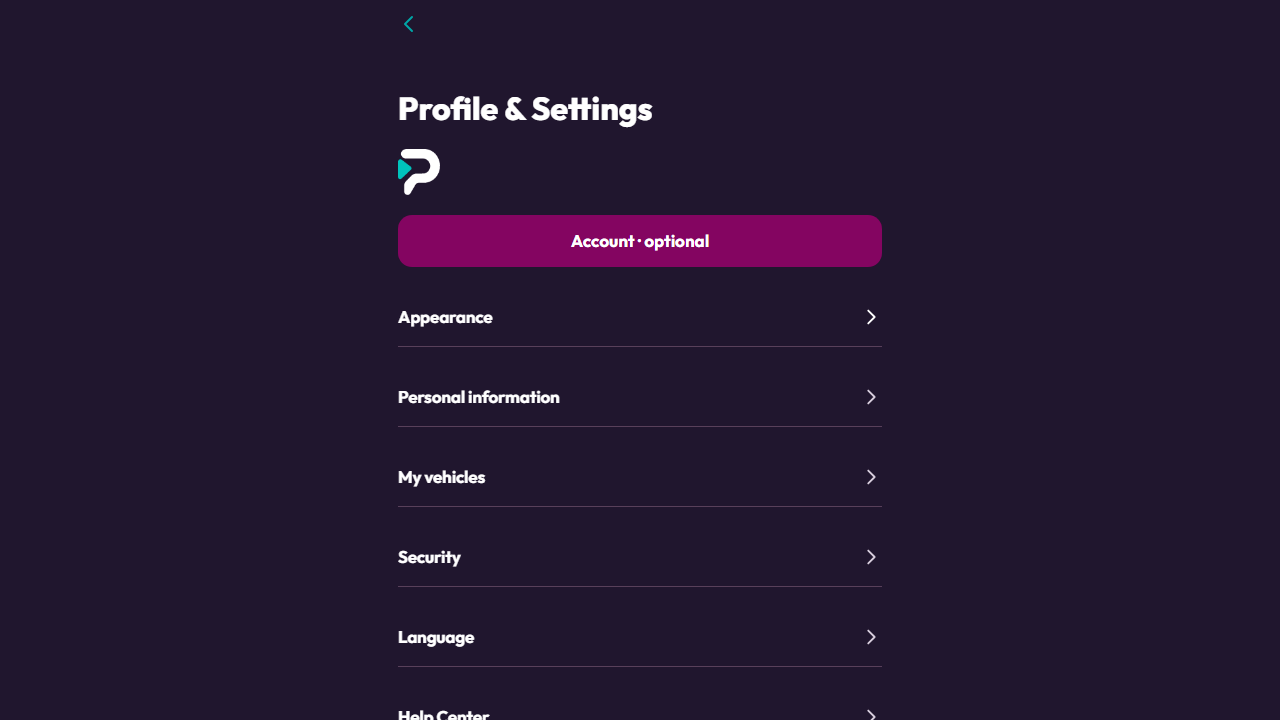 Profile & Settings
Account · optional
Appearance
Personal information
My vehicles
Security
Language
Help Center